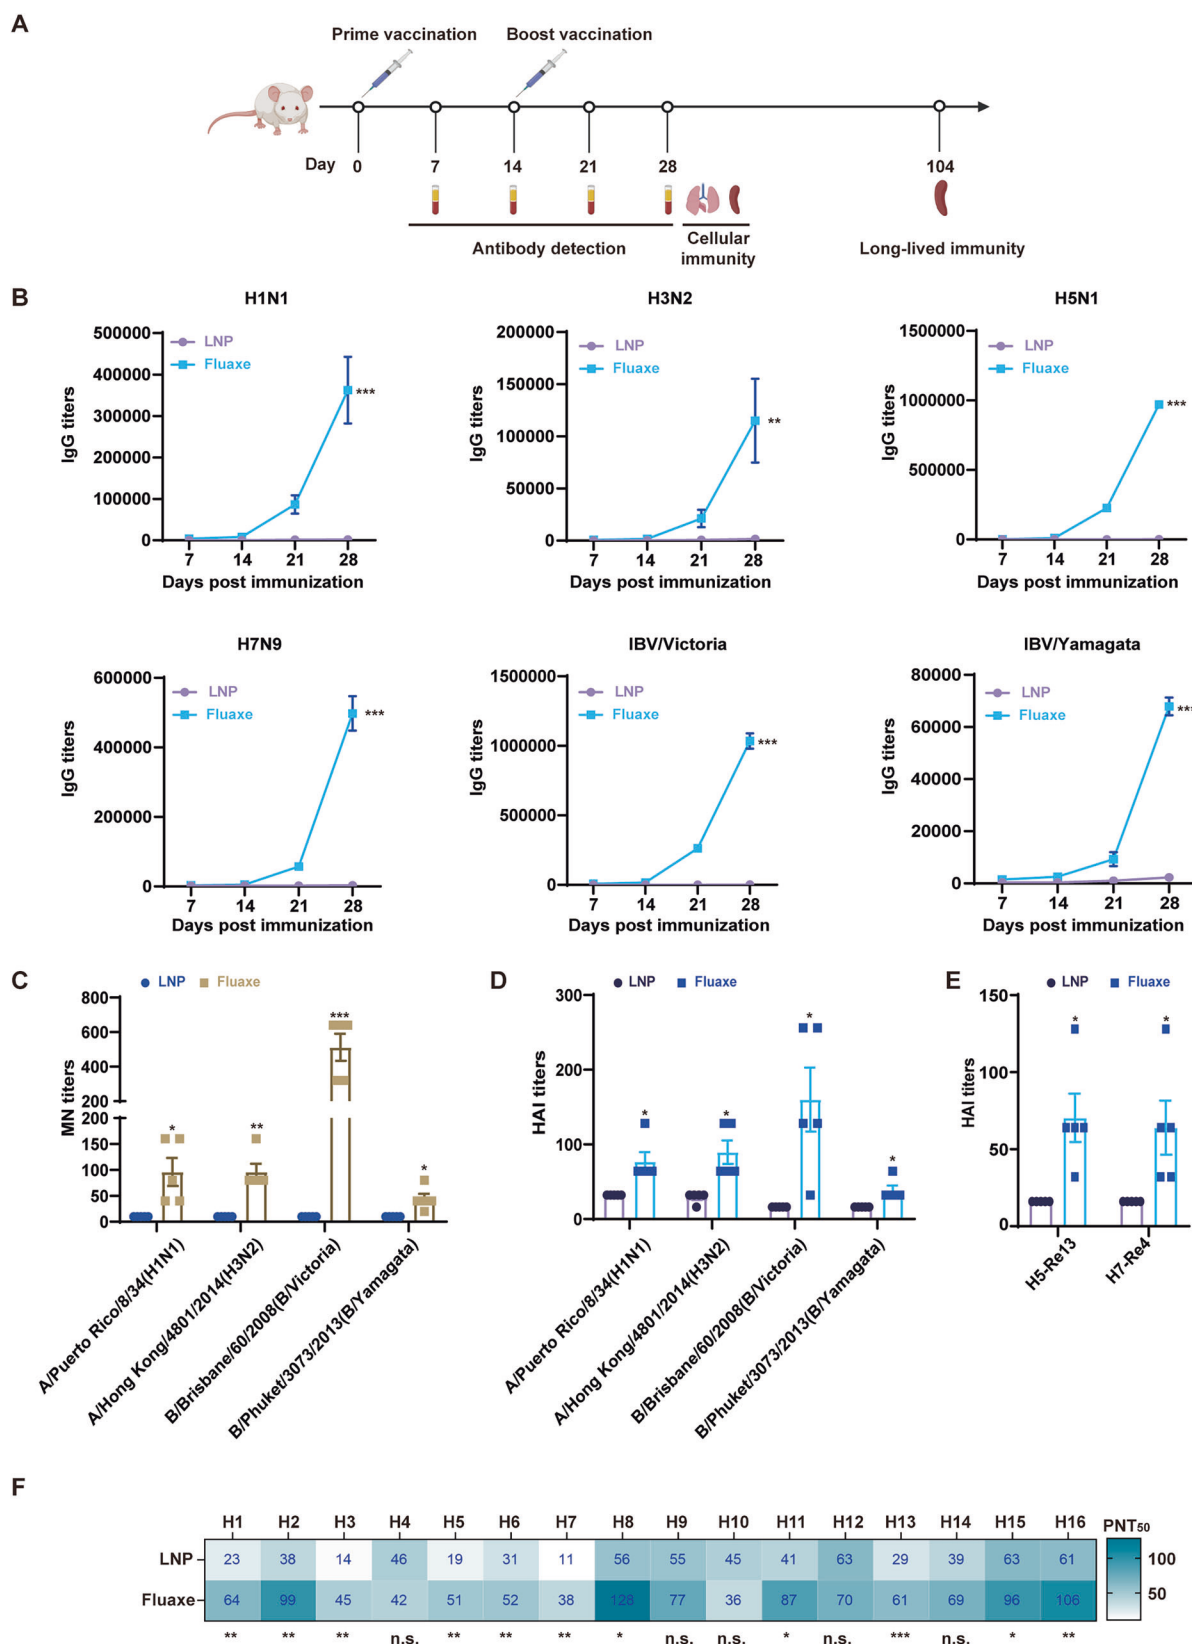 A
Prime vaccination
Boost vaccination
Day 0 7 14 21 28 104
Antibody detection
Cellular
immunity
Long-lived immunity
B
H1N1
500000
400000
300000
200000
100000
0
IgG titers
LNP
Fluaxe
***
7 14 21 28
Days post immunization
H3N2
200000
150000
100000
50000
0
IgG titers
LNP
Fluaxe
**
7 14 21 28
Days post immunization
H5N1
1500000
1000000
500000
0
IgG titers
LNP
Fluaxe
***
7 14 21 28
Days post immunization
H7N9
600000
400000
200000
0
IgG titers
LNP
Fluaxe
***
7 14 21 28
Days post immunization
IBV/Victoria
1500000
1000000
500000
0
IgG titers
LNP
Fluaxe
***
7 14 21 28
Days post immunization
IBV/Yamagata
80000
60000
40000
20000
0
IgG titers
LNP
Fluaxe
***
7 14 21 28
Days post immunization
C
LNP Fluaxe
800
600
400
200
200
150
100
50
0
MN titers
* ** *** *
A/Puerto Rico/8/34(H1N1)
A/Hong Kong/4801/2014(H3N2)
B/Brisbane/60/2008(B/Victoria)
B/Phuket/3073/2013(B/Yamagata)
D
LNP Fluaxe
300
200
100
0
HAI titers
* * * *
A/Puerto Rico/8/34(H1N1)
A/Hong Kong/4801/2014(H3N2)
B/Brisbane/60/2008(B/Victoria)
B/Phuket/3073/2013(B/Yamagata)
E
LNP Fluaxe
150
100
50
0
HAI titers
* *
H5-Re13
H7-Re4
F
H1 H2 H3 H4 H5 H6 H7 H8 H9 H10 H11 H12 H13 H14 H15 H16
LNP 23 38 14 46 19 31 11 56 55 45 41 63 29 39 63 61
Fluaxe 64 99 45 42 51 52 38 128 77 36 87 70 61 69 96 106
** ** ** n.s. ** ** ** * n.s. n.s. * n.s. *** n.s. * **
PNT50
100
50